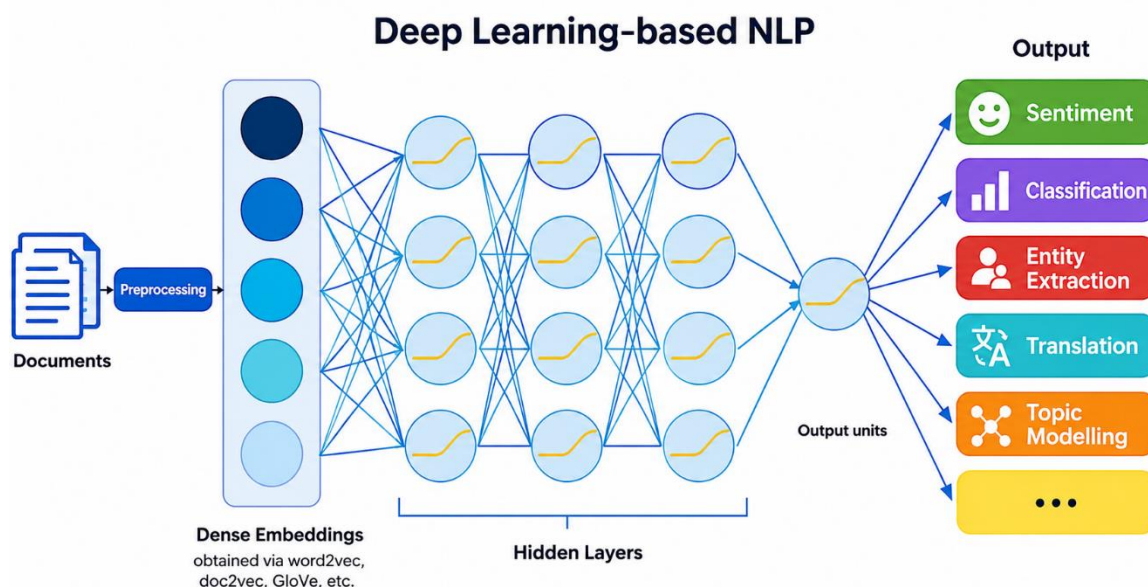 Deep Learning-based NLP
Output
Sentiment
Classification
Entity
Extraction
Translation
Topic
Modelling
Preprocessing
Documents
Output units
Dense Embeddings
obtained via word2vec,
doc2vec, GloVe, etc.
Hidden Layers
文
A